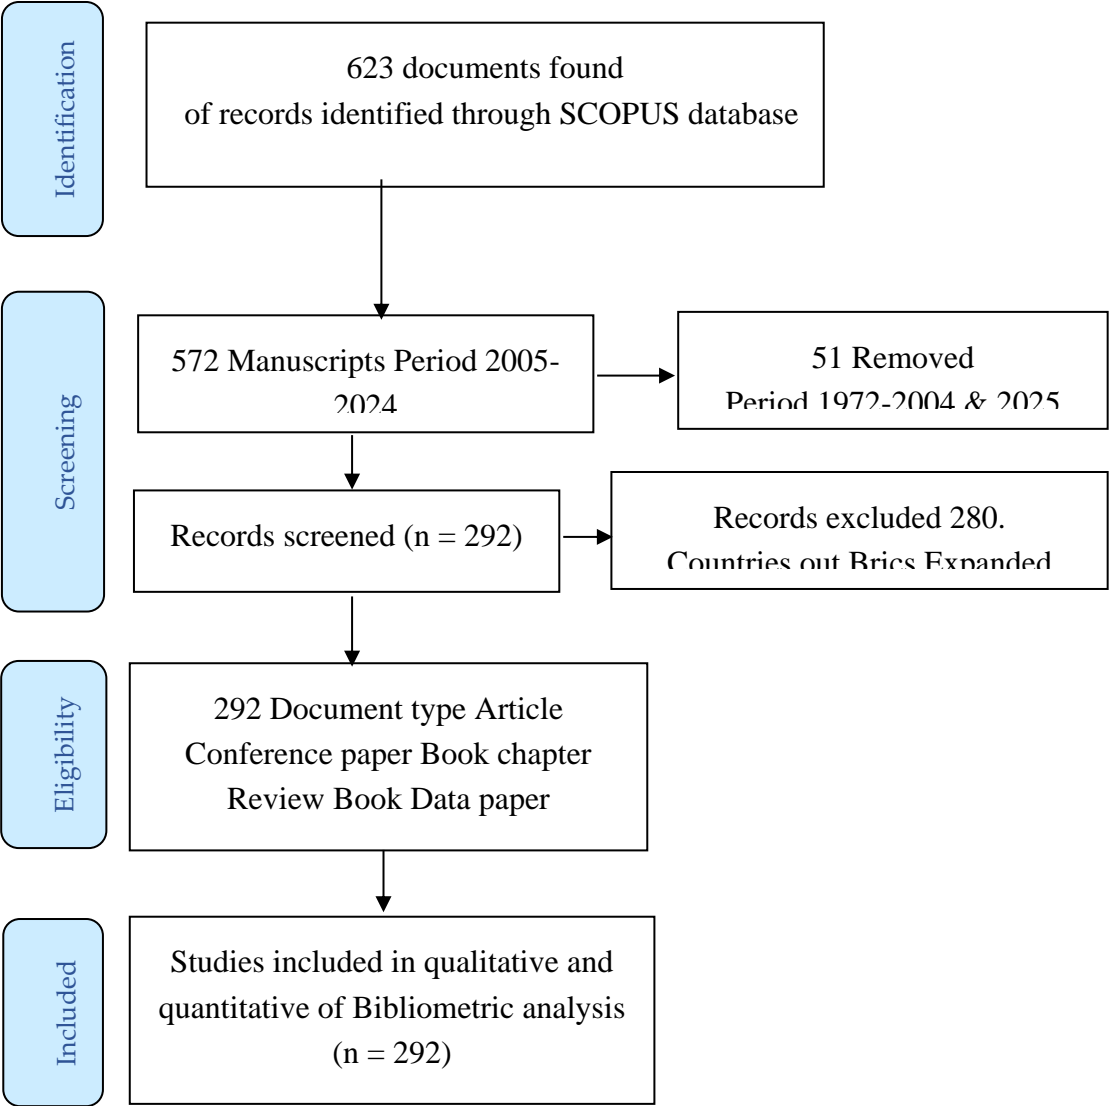 Identification
623 documents found
of records identified through SCOPUS database
Screening
572 Manuscripts Period 2005-
2024
51 Removed
Period 1972-2004 & 2025
Records screened (n = 292)
Records excluded 280.
Countries out Brics Expanded
Eligibility
292 Document type Article
Conference paper Book chapter
Review Book Data paper
Included
Studies included in qualitative and
quantitative of Bibliometric analysis
(n = 292)